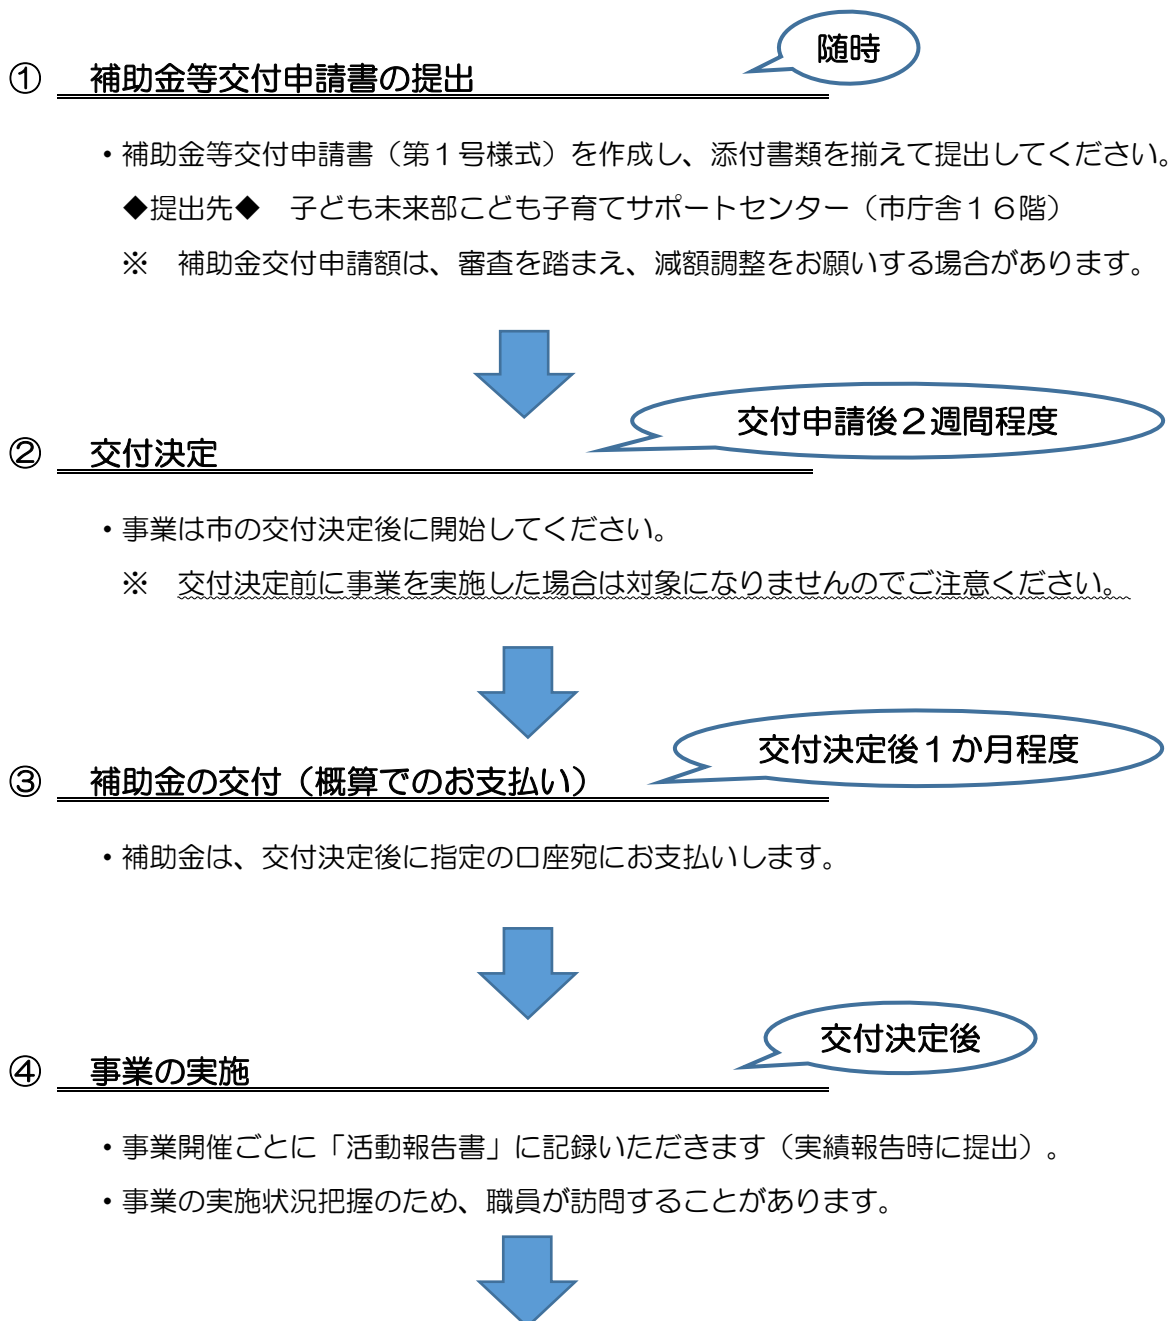 随時
① 補助金等交付申請書の提出
・補助金等交付申請書（第１号様式）を作成し、添付書類を揃えて提出してください。
◆提出先◆　子ども未来部こども子育てサポートセンター（市庁舎１６階）
※　補助金交付申請額は、審査を踏まえ、減額調整をお願いする場合があります。
交付申請後２週間程度
② 交付決定
・事業は市の交付決定後に開始してください。
※　交付決定前に事業を実施した場合は対象になりませんのでご注意ください。
交付決定後１か月程度
③ 補助金の交付（概算でのお支払い）
・補助金は、交付決定後に指定の口座宛にお支払いします。
交付決定後
④ 事業の実施
・事業開催ごとに「活動報告書」に記録いただきます（実績報告時に提出）。
・事業の実施状況把握のため、職員が訪問することがあります。